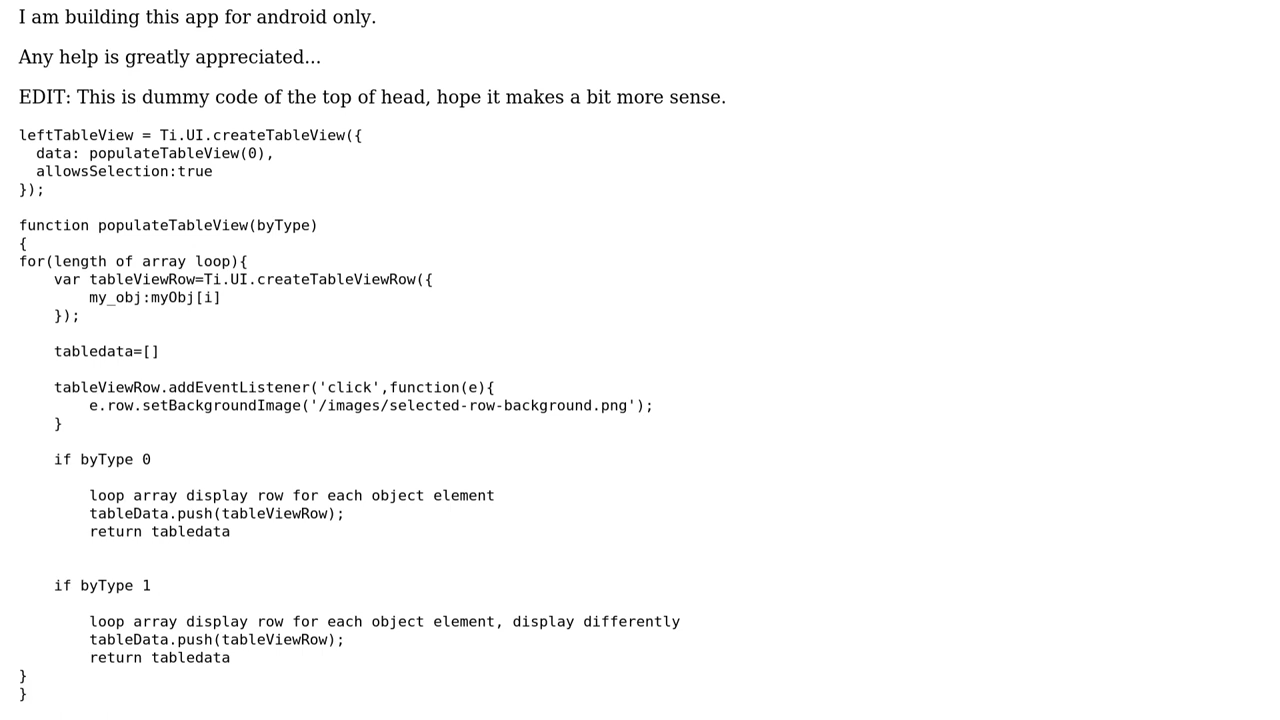 I am building this app for android only.
Any help is greatly appreciated...
EDIT: This is dummy code of the top of head, hope it makes a bit more sense.
leftTableView = Ti.UI.createTableView({
  data: populateTableView(0),
  allowsSelection:true
});
function populateTableView(byType)
{
for(length of array loop){
    var tableViewRow=Ti.UI.createTableViewRow({
        my_obj:myObj[i]
    });
    tabledata=[]
    tableViewRow.addEventListener('click',function(e){
        e.row.setBackgroundImage('/images/selected-row-background.png');
    }
    if byType 0
        loop array display row for each object element
        tableData.push(tableViewRow);
        return tabledata
    if byType 1
        loop array display row for each object element, display differently
        tableData.push(tableViewRow);
        return tabledata
}
}